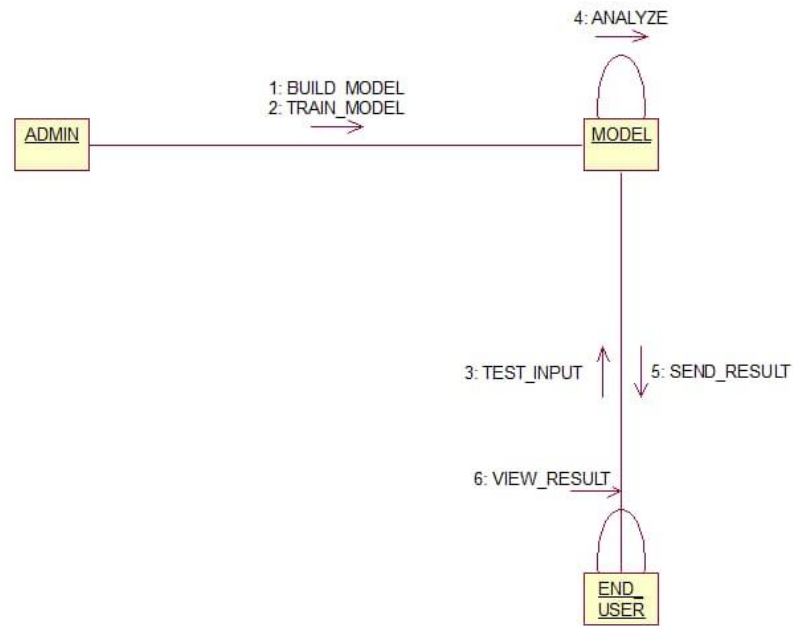 4: ANALYZE
1: BUILD_MODEL
2: TRAIN_MODEL
ADMIN
MODEL
3: TEST_INPUT
5: SEND_RESULT
6: VIEW_RESULT
END_
USER